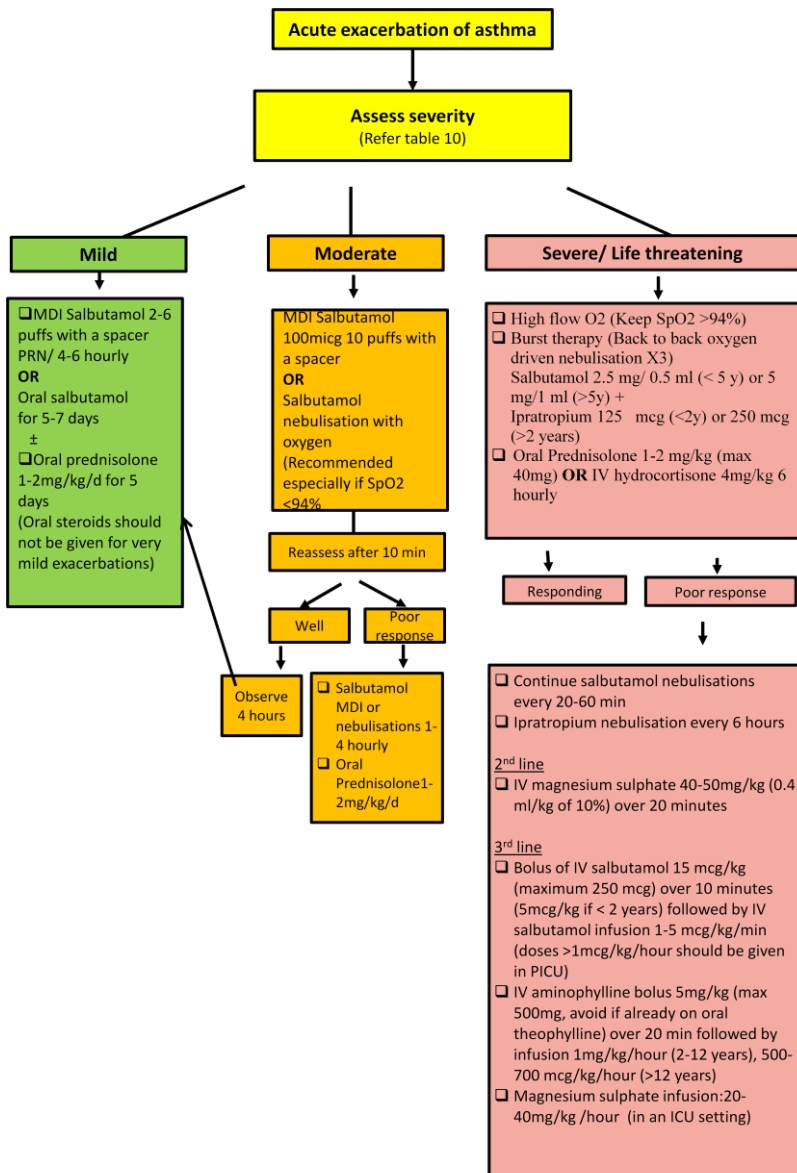 Acute exacerbation of asthma
Assess severity
(Refer table 10)
Mild
❑MDI Salbutamol 2-6
puffs with a spacer
PRN/ 4-6 hourly
OR
Oral salbutamol
for 5-7 days
±
❑Oral prednisolone
1-2mg/kg/d for 5
days
(Oral steroids should
not be given for very
mild exacerbations)
Moderate
MDI Salbutamol
100micg 10 puffs with
a spacer
OR
Salbutamol
nebulisation with
oxygen
(Recommended
especially if SpO2
<94%
Reassess after 10 min
Well
Poor
response
Observe
4 hours
❑ Salbutamol
MDI or
nebulisations 1-
4 hourly
❑ Oral
Prednisolone1-
2mg/kg/d
Severe/ Life threatening
❑ High flow O2 (Keep SpO2 >94%)
❑ Burst therapy (Back to back oxygen
driven nebulisation X3)
Salbutamol 2.5 mg/ 0.5 ml (< 5 y) or 5
mg/1 ml (>5y) +
Ipratropium 125 mcg (<2y) or 250 mcg
(>2 years)
❑ Oral Prednisolone 1-2 mg/kg (max
40mg) OR IV hydrocortisone 4mg/kg 6
hourly
Responding
Poor response
❑ Continue salbutamol nebulisations
every 20-60 min
❑ Ipratropium nebulisation every 6 hours
2nd line
❑ IV magnesium sulphate 40-50mg/kg (0.4
ml/kg of 10%) over 20 minutes
3rd line
❑ Bolus of IV salbutamol 15 mcg/kg
(maximum 250 mcg) over 10 minutes
(5mcg/kg if < 2 years) followed by IV
salbutamol infusion 1-5 mcg/kg/min
(doses >1mcg/kg/hour should be given
in PICU)
❑ IV aminophylline bolus 5mg/kg (max
500mg, avoid if already on oral
theophylline) over 20 min followed by
infusion 1mg/kg/hour (2-12 years), 500-
700 mcg/kg/hour (>12 years)
❑ Magnesium sulphate infusion:20-
40mg/kg /hour (in an ICU setting)